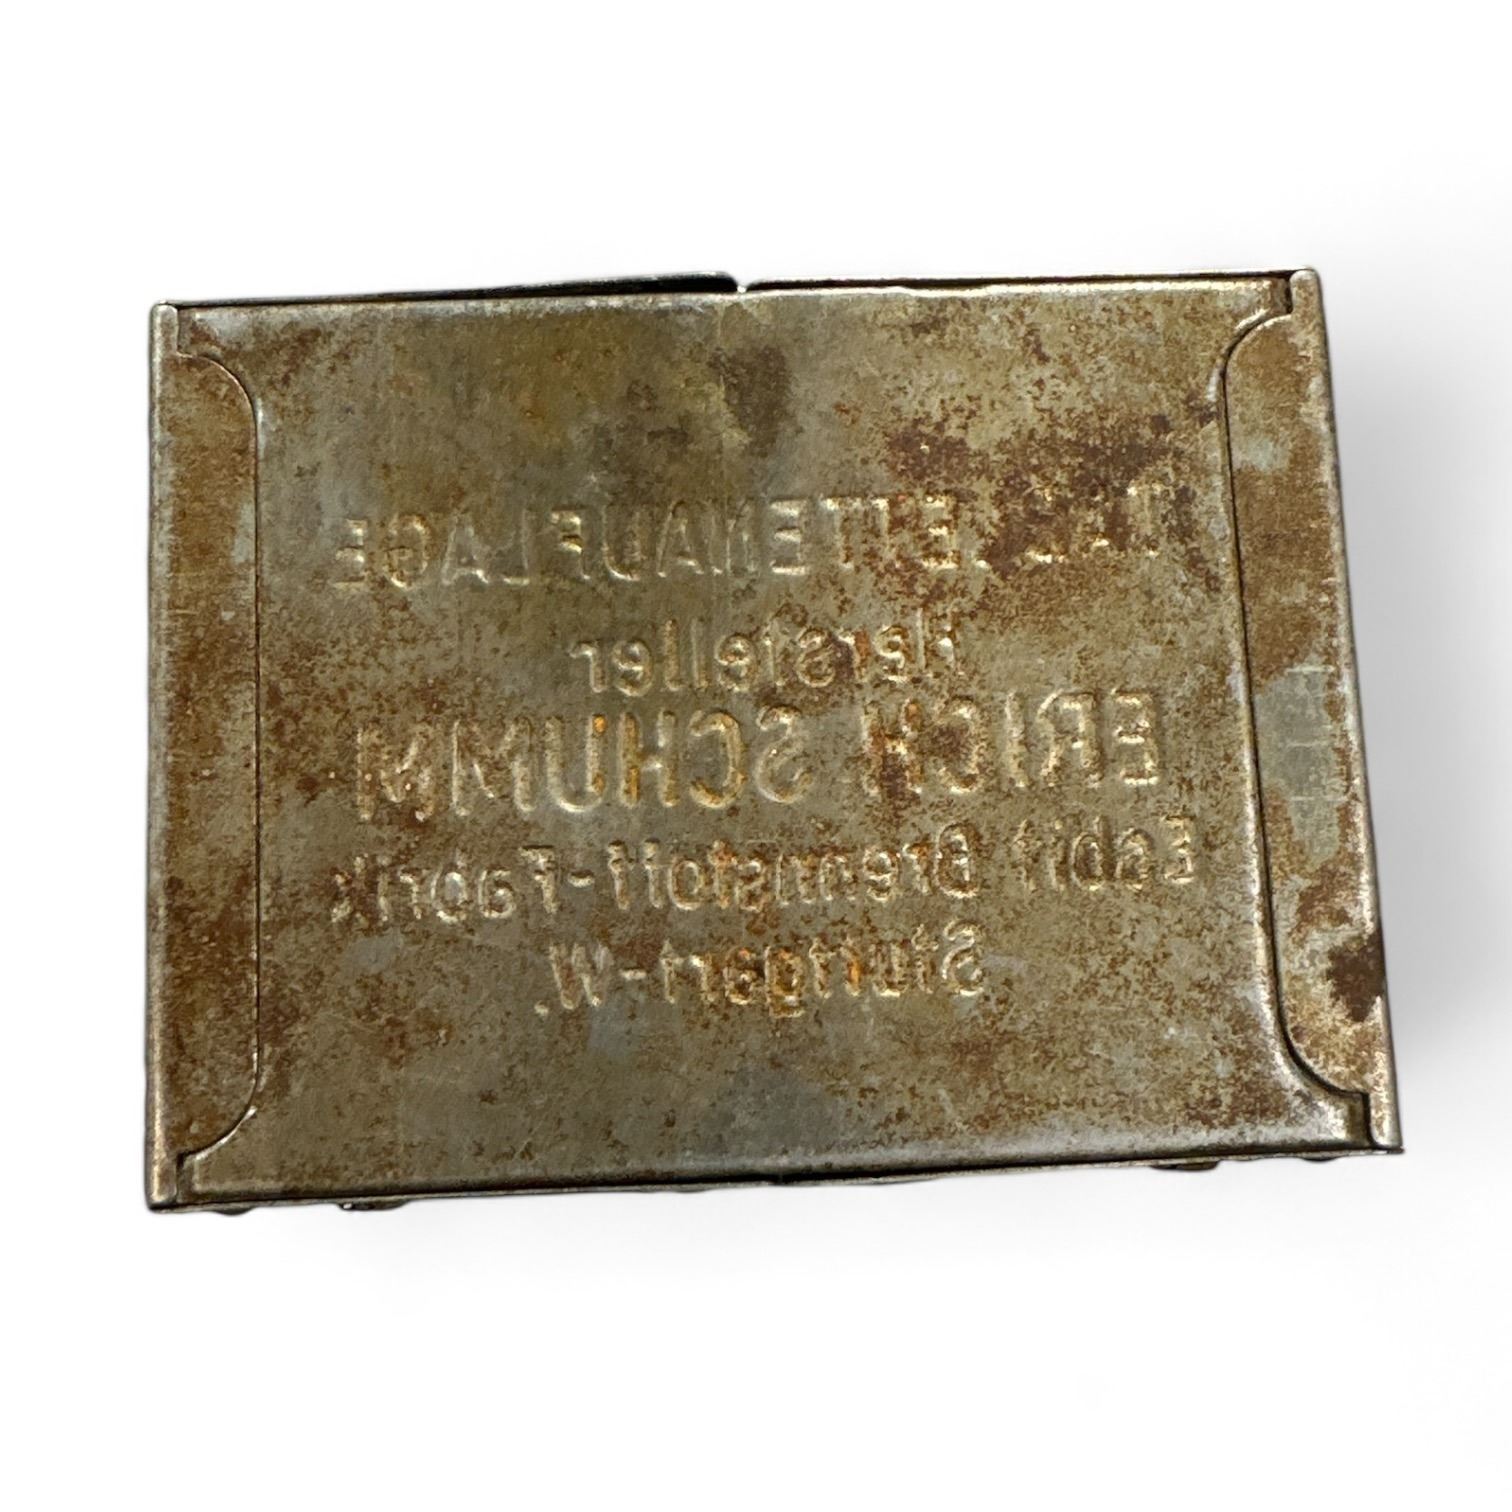 TABLETTENAUFLAGE
Hersteller
ERICH SCHUMM
Esbit Brennstoff-Fabrik
Stuttgart-W.